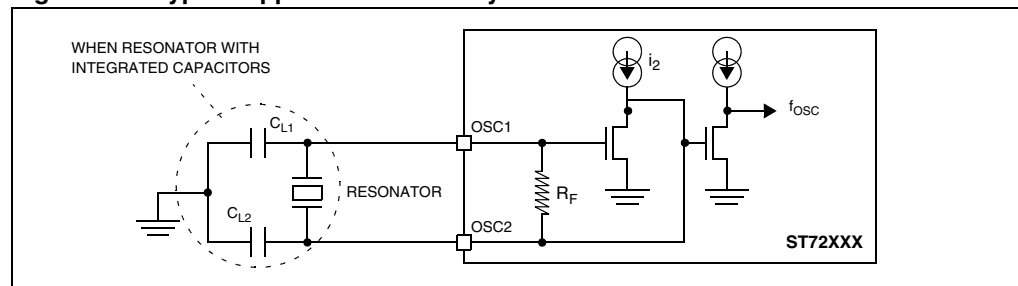 WHEN RESONATOR WITH
INTEGRATED CAPACITORS
i2
fOSC
CL1
OSC1
RESONATOR
RF
CL2
OSC2
ST72XXX